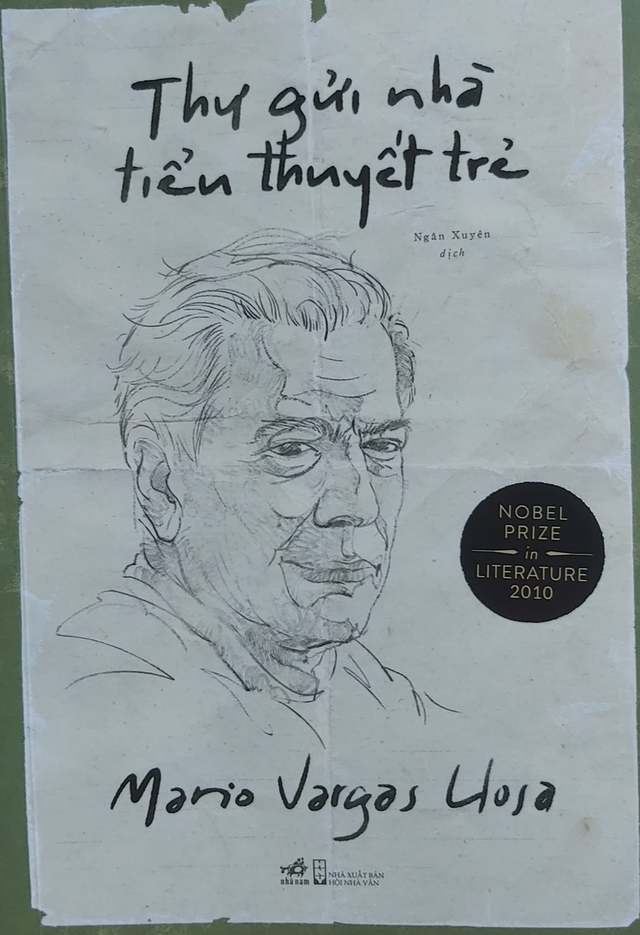 Thư gửi nhà
tiểu thuyết trẻ
Ngân Xuyên
dịch
NOBEL
PRIZE
in
LITERATURE
2010
Mario Vargas Llosa
nhã nam
NHÀ XUẤT BẢN
HỘI NHÀ VĂN